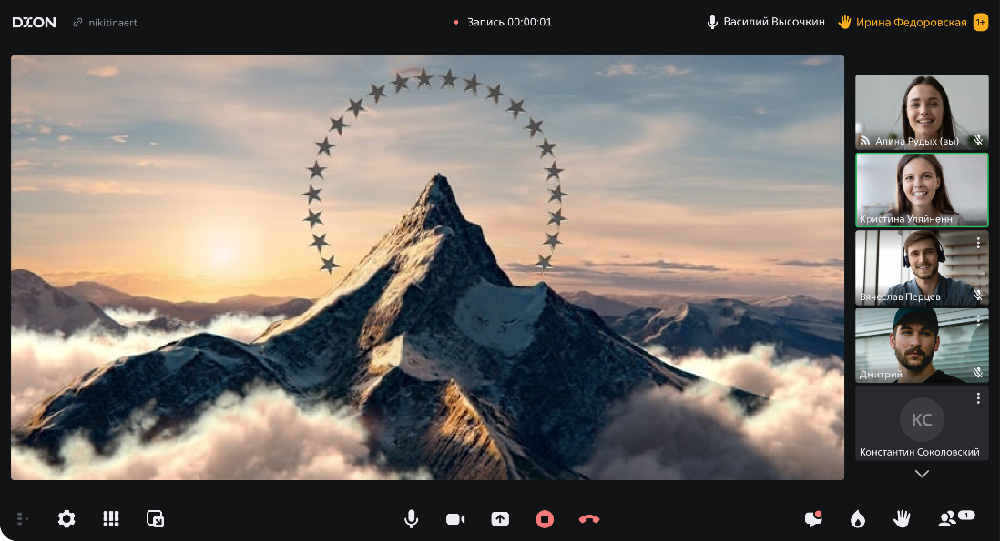 DION
nikitinaert
Запись 00:00:01
Василий Высочкин
Ирина Федоровская
1+
Алина Рудых (вы)
Кристина Уляйненн
Вячеслав Перцев
Дмитрий
КС
Константин Соколовский
1